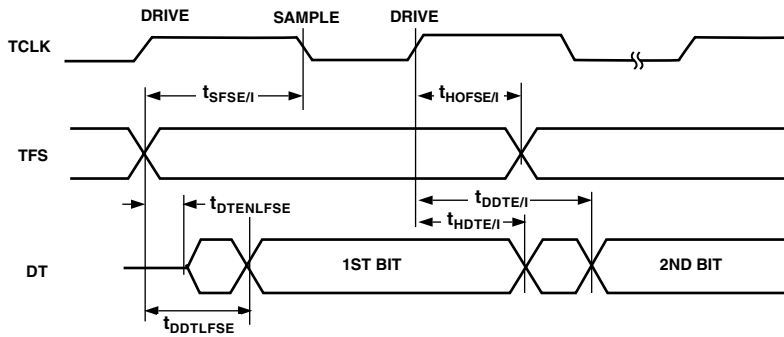 DRIVE SAMPLE DRIVE
TCLK
tSFSE/I tHOFSE/I
TFS
tDDTE/I
tDTENLFSE
tHDTE/I
DT 1ST BIT 2ND BIT
tDDTLFSE